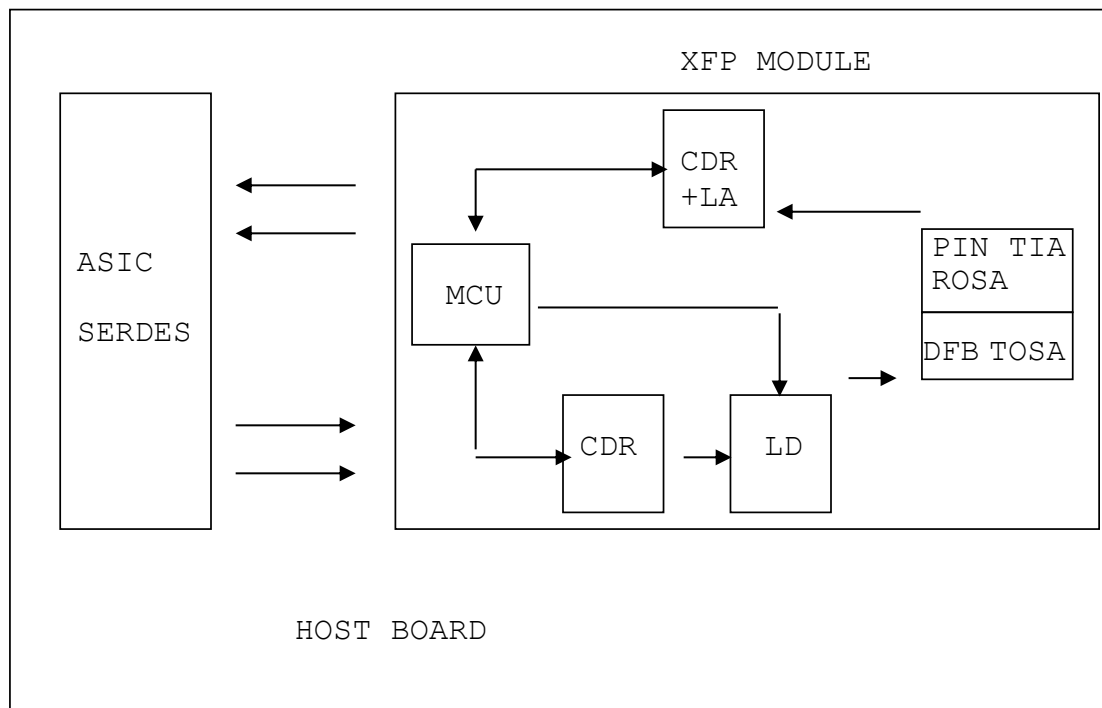 XFP MODULE
CDR
+LA
ASIC
SERDES
MCU
PIN TIA
ROSA
DFB TOSA
CDR
LD
HOST BOARD